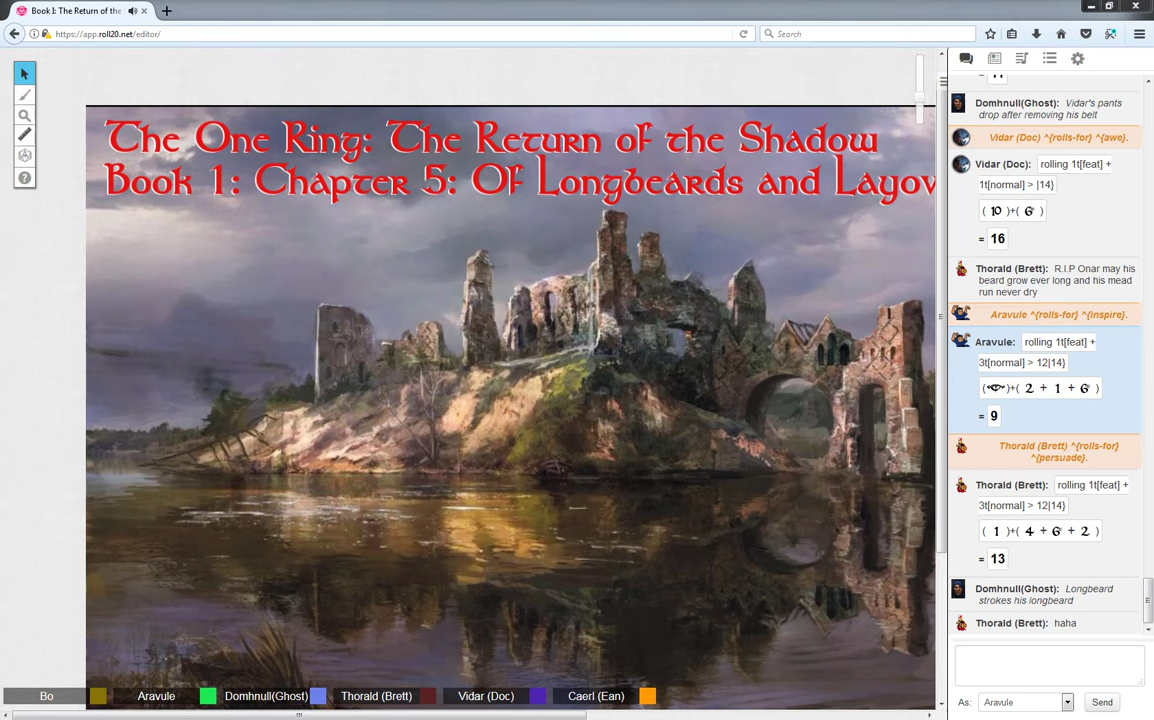 Book I: The Return of the
https://app.roll20.net/editor/
Search
The One Ring: The Return of the Shadow
Book 1: Chapter 5: Of Longbeards and Layov
Domhnull(Ghost): Vidar's pants
drop after removing his belt
Vidar (Doc) ^{rolls-for} ^{awe}.
Vidar (Doc): rolling 1t[feat] +
1t[normal] > |14}
( 10 )+( 6 )
= 16
Thorald (Brett): R.I.P Onar may his
beard grow ever long and his mead
run never dry
Aravule ^{rolls-for} ^{inspire}.
Aravule: rolling 1t[feat] +
3t[normal] > 12|14}
( )+( 2 + 1 + 6 )
= 9
Thorald (Brett) ^{rolls-for}
^{persuade}.
Thorald (Brett): rolling 1t[feat] +
3t[normal] > 12|14}
( 1 )+( 4 + 6 + 2 )
= 13
Domhnull(Ghost): Longbeard
strokes his longbeard
Thorald (Brett): haha
As: Aravule Send
Bo Aravule Domhnull(Ghost) Thorald (Brett) Vidar (Doc) Caerl (Ean)